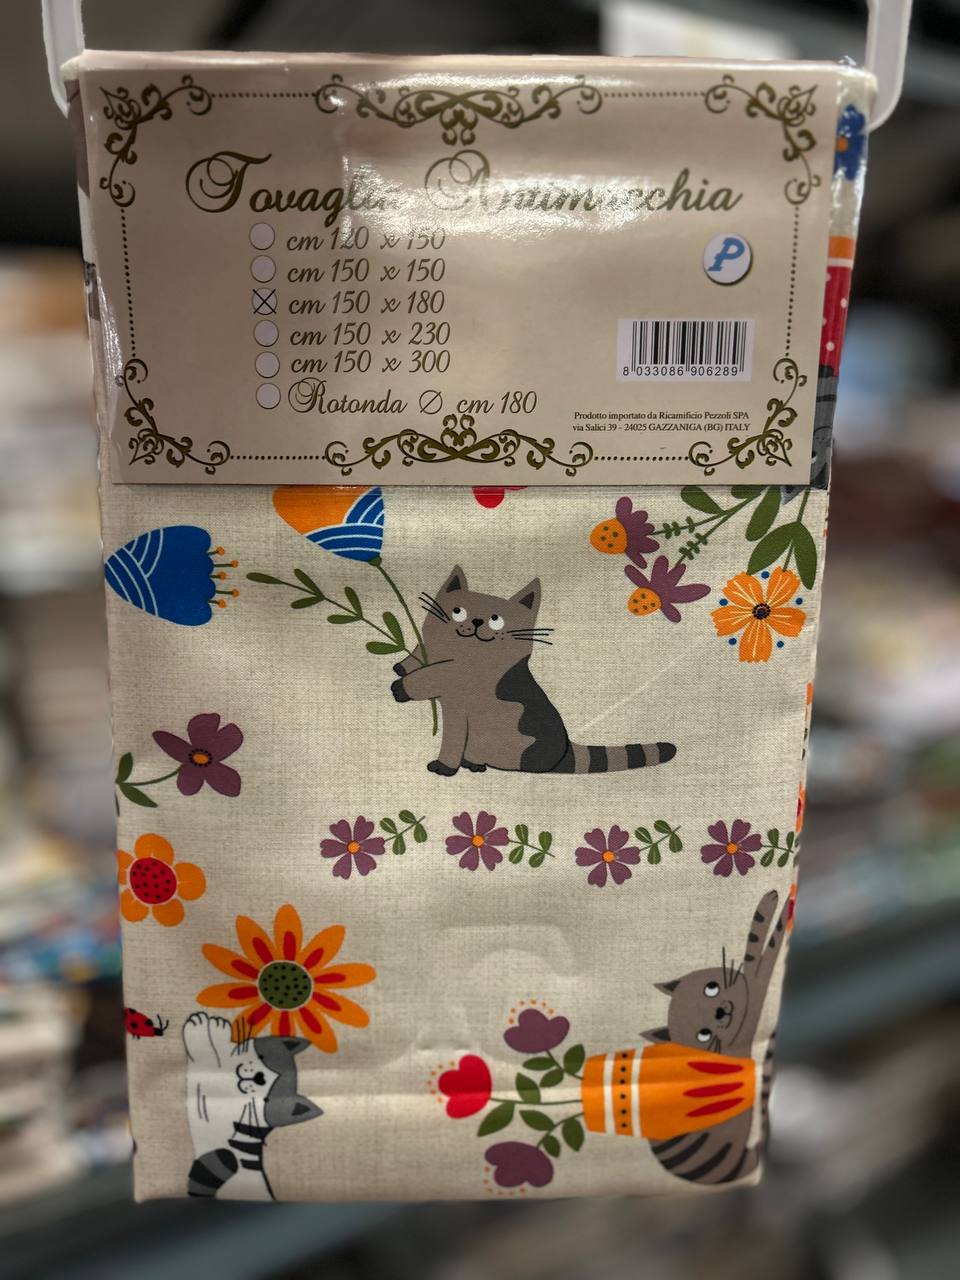 Tovaglia Antimacchia
cm 120 x 150
cm 150 x 150
cm 150 x 180
cm 150 x 230
cm 150 x 300
Rotonda Ø cm 180
P
8 033086 906289
Prodotto importato da Ricamificio Pezzoli SPA
via Salici 39 - 24025 GAZZANIGA (BG) ITALY